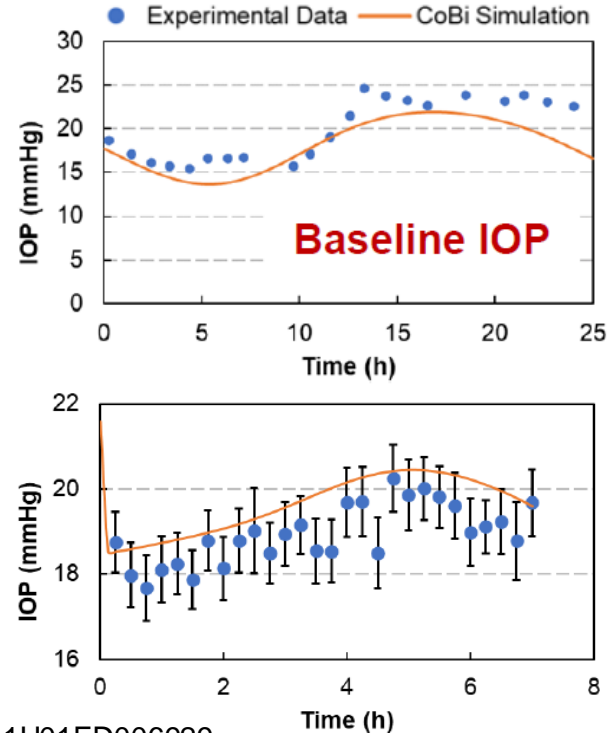 Experimental Data CoBi Simulation
30
25
20
15
10
5
0
IOP (mmHg)
Baseline IOP
0 5 10 15 20 25
Time (h)
22
20
18
16
IOP (mmHg)
0 2 4 6 8
Time (h)